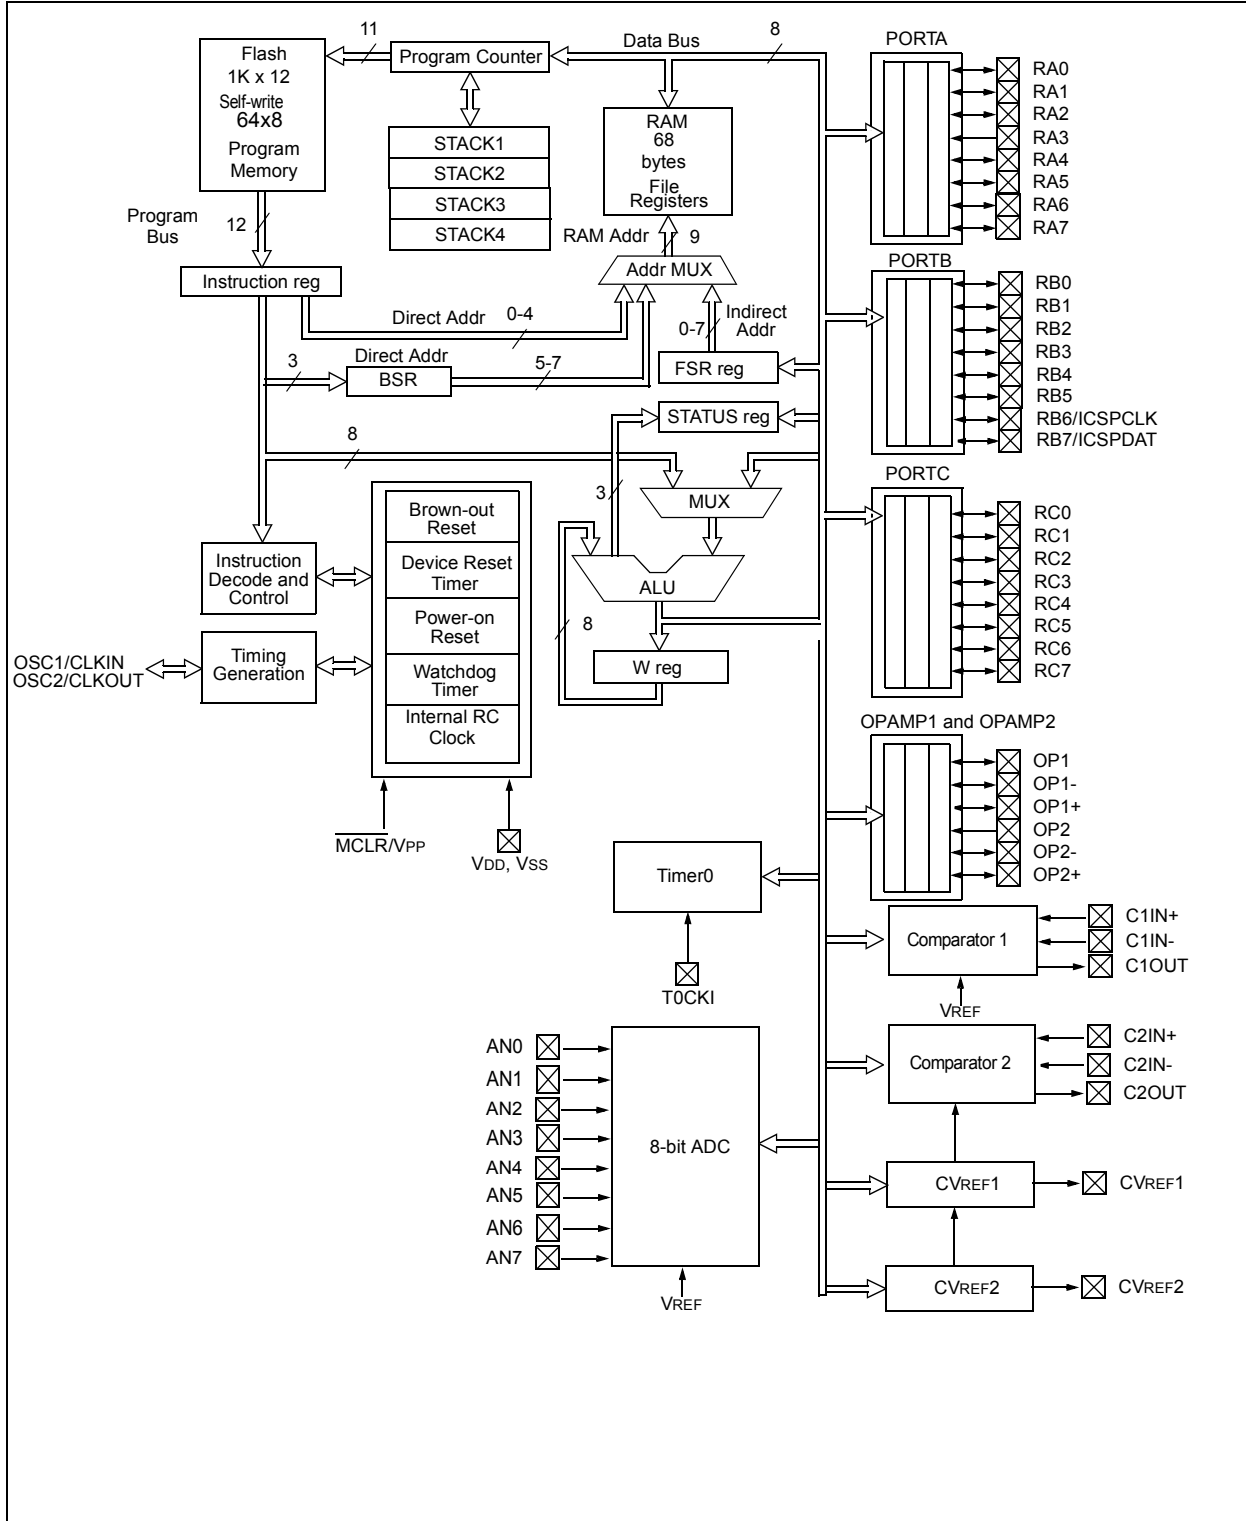 Flash
1K x 12
Self-write
64x8
Program
Memory
11
Program Counter
Data Bus
8
STACK1
STACK2
STACK3
STACK4
RAM
68
bytes
File
Registers
Program
Bus
12
RAM Addr
9
Instruction reg
Addr MUX
Direct Addr
0-4
0-7
Indirect
Addr
Direct Addr
3
BSR
5-7
FSR reg
STATUS reg
8
3
MUX
ALU
8
W reg
Brown-out
Reset
Device Reset
Timer
Power-on
Reset
Watchdog
Timer
Internal RC
Clock
Instruction
Decode and
Control
Timing
Generation
OSC1/CLKIN
OSC2/CLKOUT
MCLR/VPP
VDD, VSS
Timer0
T0CKI
AN0
AN1
AN2
AN3
AN4
AN5
AN6
AN7
8-bit ADC
VREF
PORTA
RA0
RA1
RA2
RA3
RA4
RA5
RA6
RA7
PORTB
RB0
RB1
RB2
RB3
RB4
RB5
RB6/ICSPCLK
RB7/ICSPDAT
PORTC
RC0
RC1
RC2
RC3
RC4
RC5
RC6
RC7
OPAMP1 and OPAMP2
OP1
OP1-
OP1+
OP2
OP2-
OP2+
Comparator 1
C1IN+
C1IN-
C1OUT
VREF
Comparator 2
C2IN+
C2IN-
C2OUT
CVREF1
CVREF1
CVREF2
CVREF2